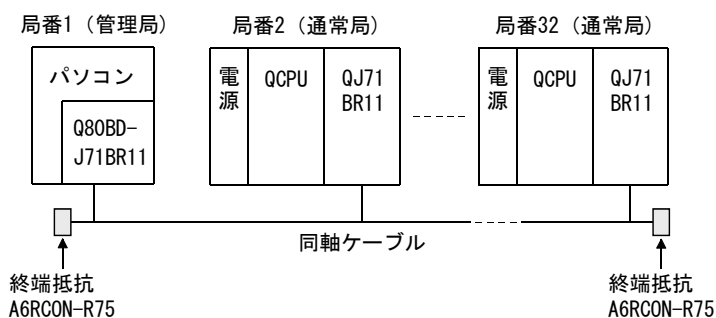 局番1（管理局）
パソコン
Q80BD-
J71BR11
局番2（通常局）
電源
QCPU
QJ71
BR11
局番32（通常局）
電源
QCPU
QJ71
BR11
同軸ケーブル
終端抵抗
A6RCON-R75
終端抵抗
A6RCON-R75